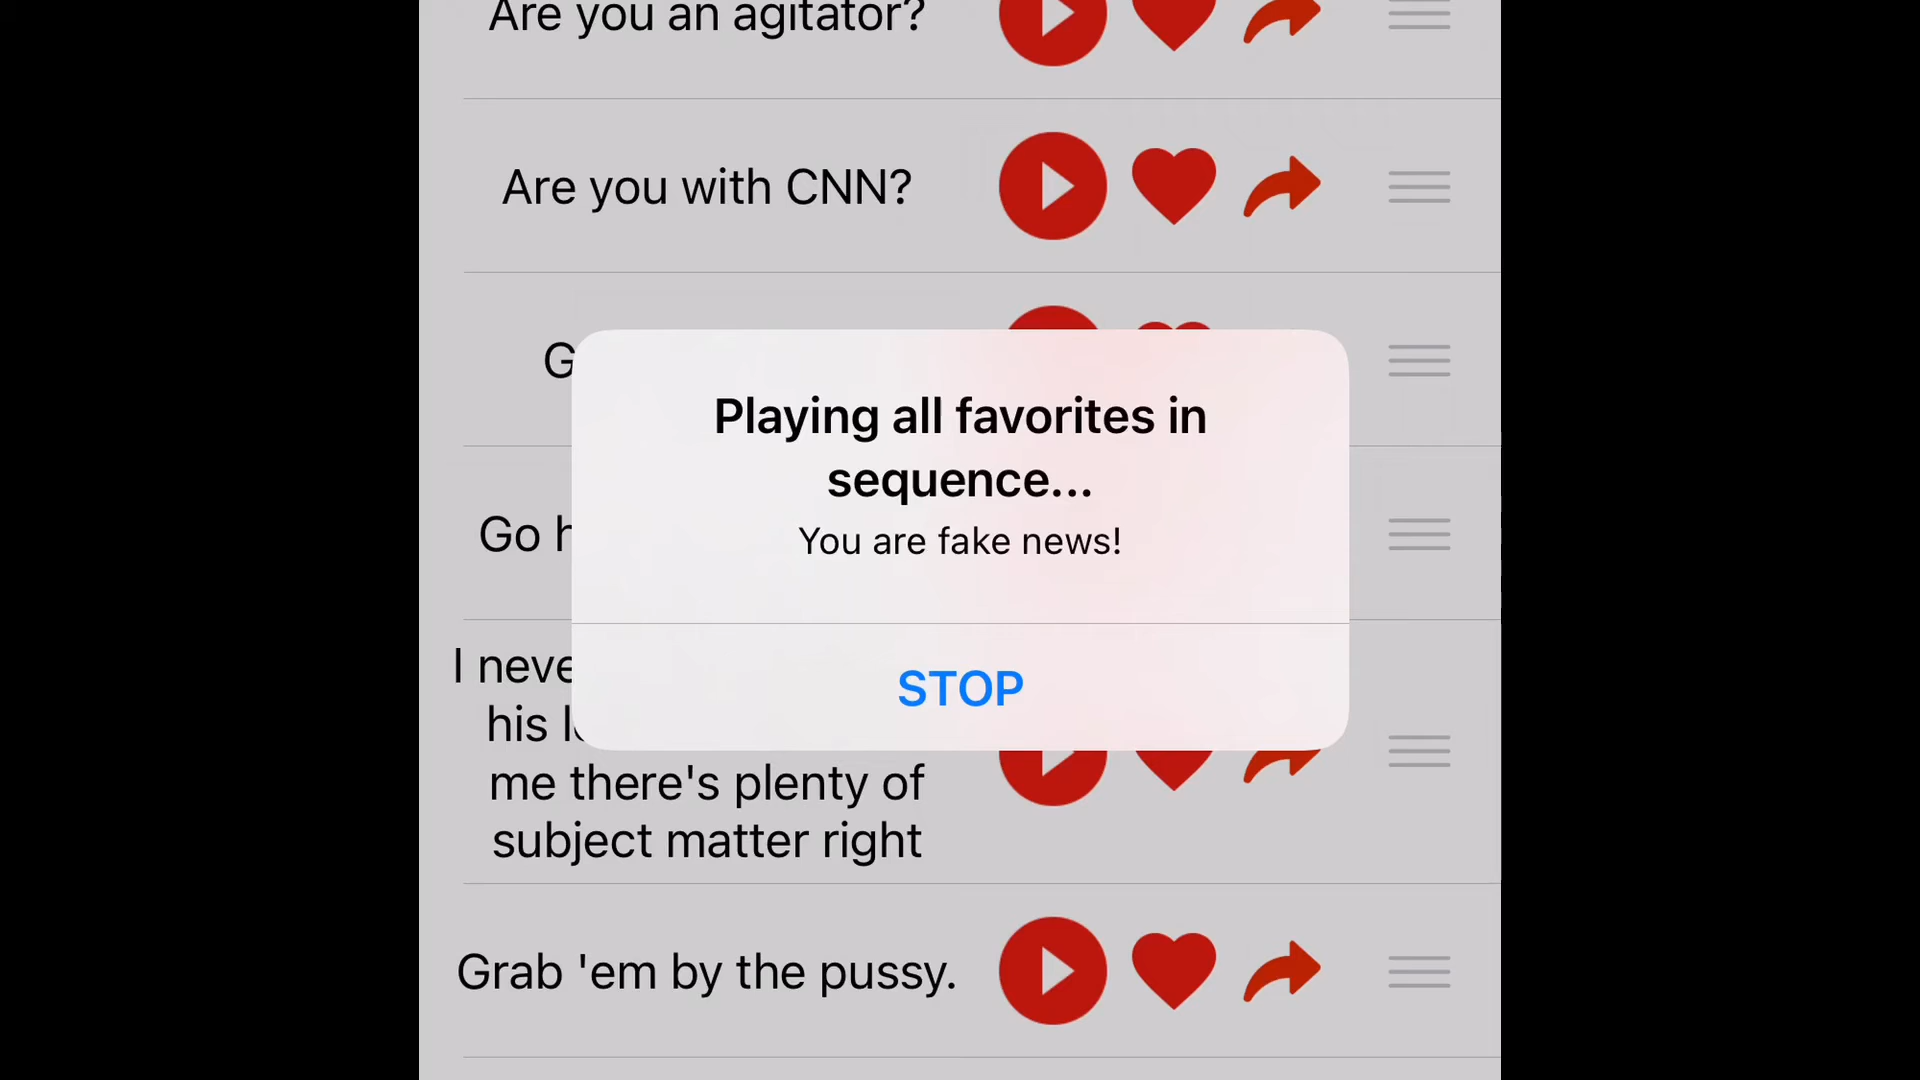 Are you an agitator?
Are you with CNN?
G
Playing all favorites in
sequence...
You are fake news!
Go h
STOP
I neve
his l
me there's plenty of
subject matter right
Grab 'em by the pussy.